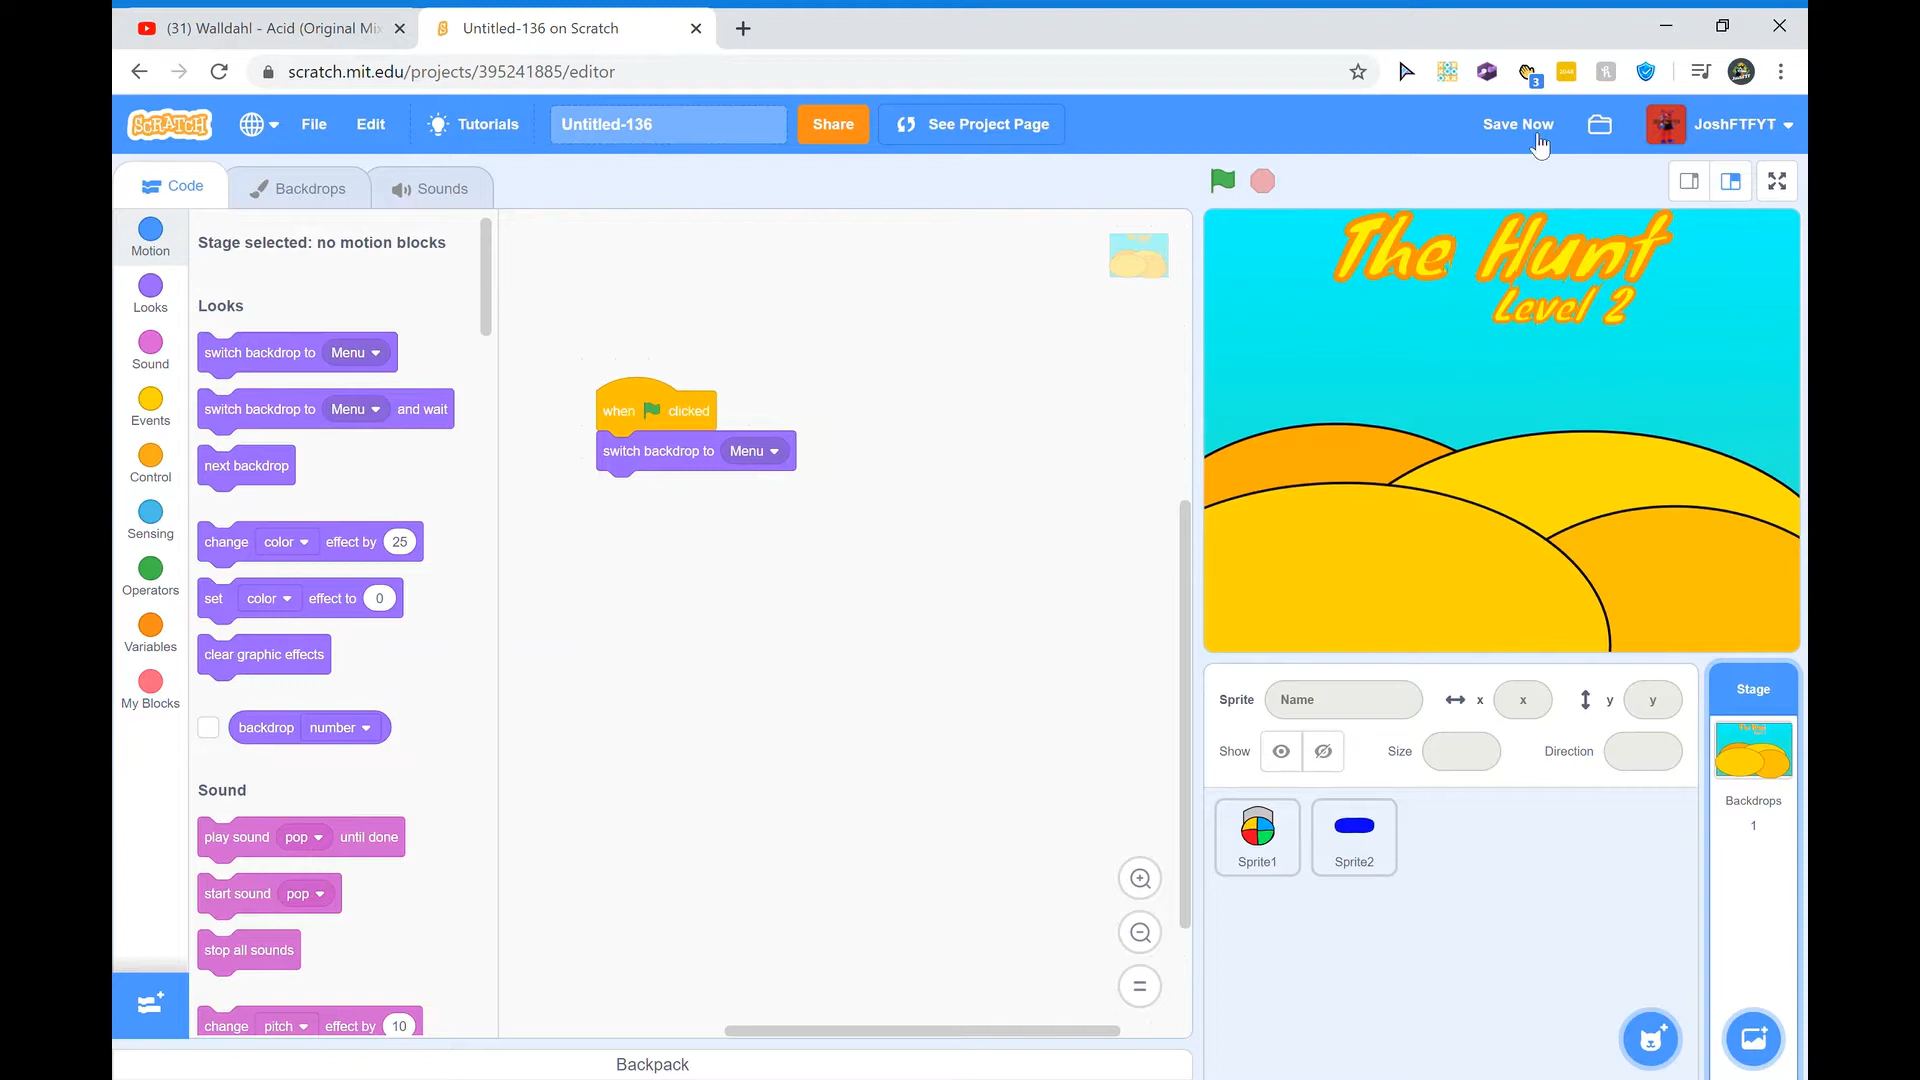 (31) Walldahl - Acid (Original Mix
Untitled-136 on Scratch
scratch.mit.edu/projects/395241885/editor
3
SCRATCH
File
Edit
Tutorials
Untitled-136
Share
See Project Page
Save Now
JoshFTFYT
Code
Backdrops
Sounds
Motion
Looks
Sound
Events
Control
Sensing
Operators
Variables
My Blocks
Stage selected: no motion blocks
Looks
switch backdrop to Menu
switch backdrop to Menu and wait
next backdrop
change color effect by 25
set color effect to 0
clear graphic effects
backdrop number
Sound
play sound pop until done
start sound pop
stop all sounds
change pitch effect by 10
when clicked
switch backdrop to Menu
Backpack
The Hunt
Level 2
Sprite Name x x y y
Show Size Direction
Sprite1
Sprite2
Stage
Backdrops
1